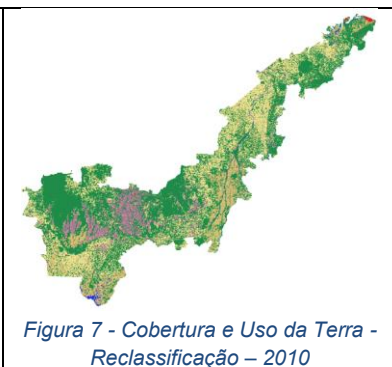 Figura 7 - Cobertura e Uso da Terra -
Reclassificação – 2010